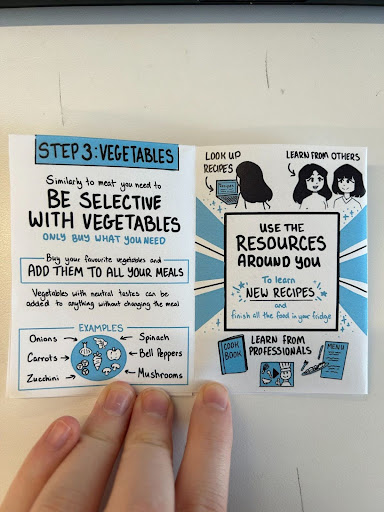 STEP 3: VEGETABLES
Similarly to meat you need to
BE SELECTIVE
WITH VEGETABLES
ONLY BUY WHAT YOU NEED
Buy your favourite vegetables and
ADD THEM TO ALL YOUR MEALS
Vegetables with neutral tastes can be
added to anything without changing the meal
EXAMPLES
Onions
Carrots
Zucchini
Spinach
Bell Peppers
Mushrooms
LOOK UP
RECIPES
Recipes
LEARN FROM OTHERS
USE THE
RESOURCES
AROUND YOU
To learn
NEW RECIPES
and
finish all the food in your fridge
LEARN FROM
PROFESSIONALS
COOK
BOOK
MENU